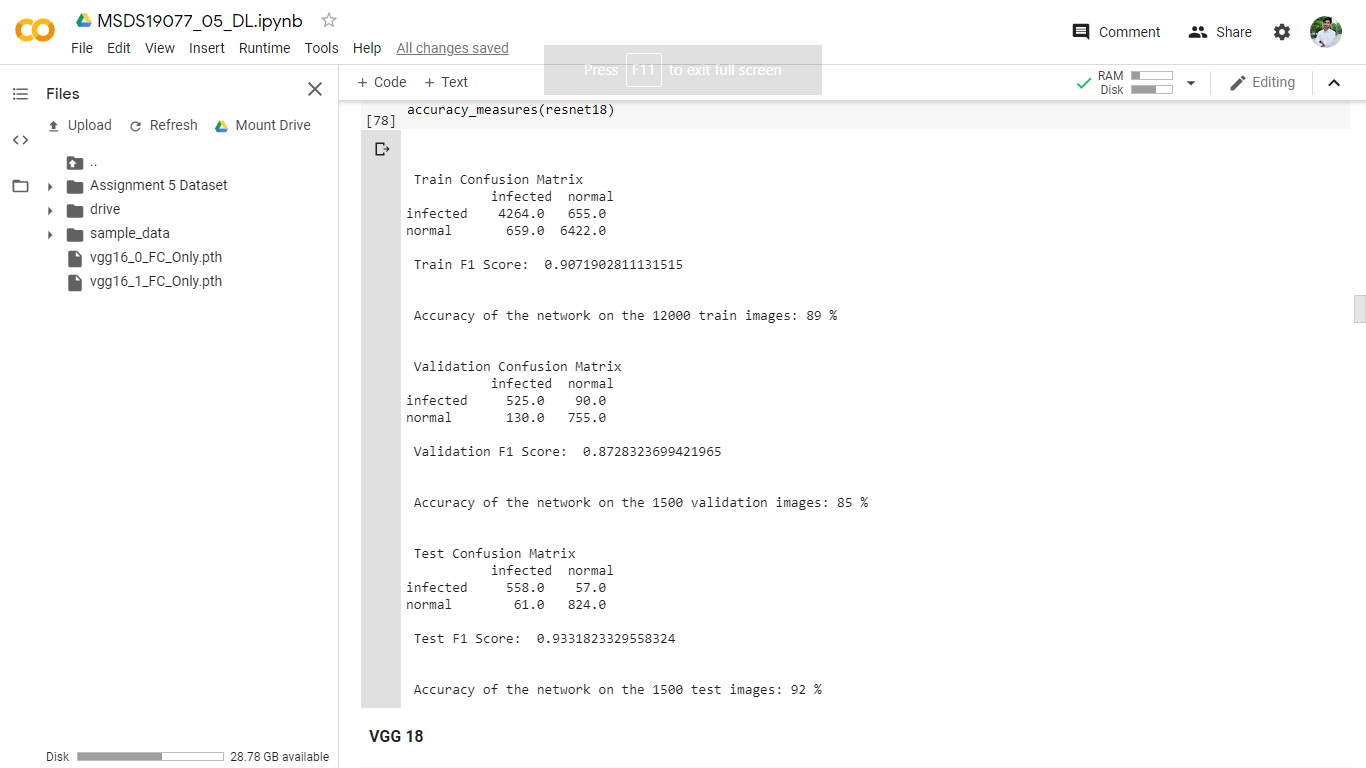 MSDS19077_05_DL.ipynb
File Edit View Insert Runtime Tools Help All changes saved
Comment Share
Press F11 to exit full screen
Files
+ Code + Text
RAM
Disk
Editing
Upload Refresh Mount Drive
..
Assignment 5 Dataset
drive
sample_data
vgg16_0_FC_Only.pth
vgg16_1_FC_Only.pth
Disk 28.78 GB available
accuracy_measures(resnet18)
[78]
Train Confusion Matrix
infected normal
infected 4264.0 655.0
normal 659.0 6422.0
Train F1 Score: 0.9071902811131515
Accuracy of the network on the 12000 train images: 89 %
Validation Confusion Matrix
infected normal
infected 525.0 90.0
normal 130.0 755.0
Validation F1 Score: 0.8728323699421965
Accuracy of the network on the 1500 validation images: 85 %
Test Confusion Matrix
infected normal
infected 558.0 57.0
normal 61.0 824.0
Test F1 Score: 0.9331823329558324
Accuracy of the network on the 1500 test images: 92 %
VGG 18